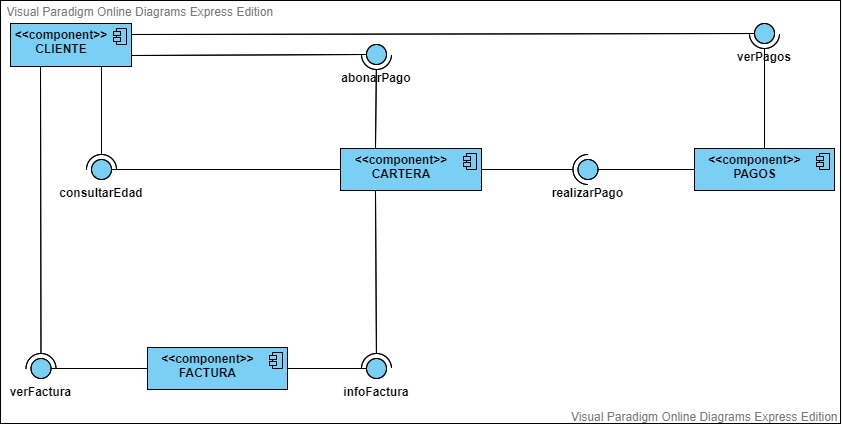 Visual Paradigm Online Diagrams Express Edition
<<component>>
CLIENTE
verPagos
abonarPago
<<component>>
CARTERA
<<component>>
PAGOS
consultarEdad
realizarPago
<<component>>
FACTURA
verFactura
infoFactura
Visual Paradigm Online Diagrams Express Edition